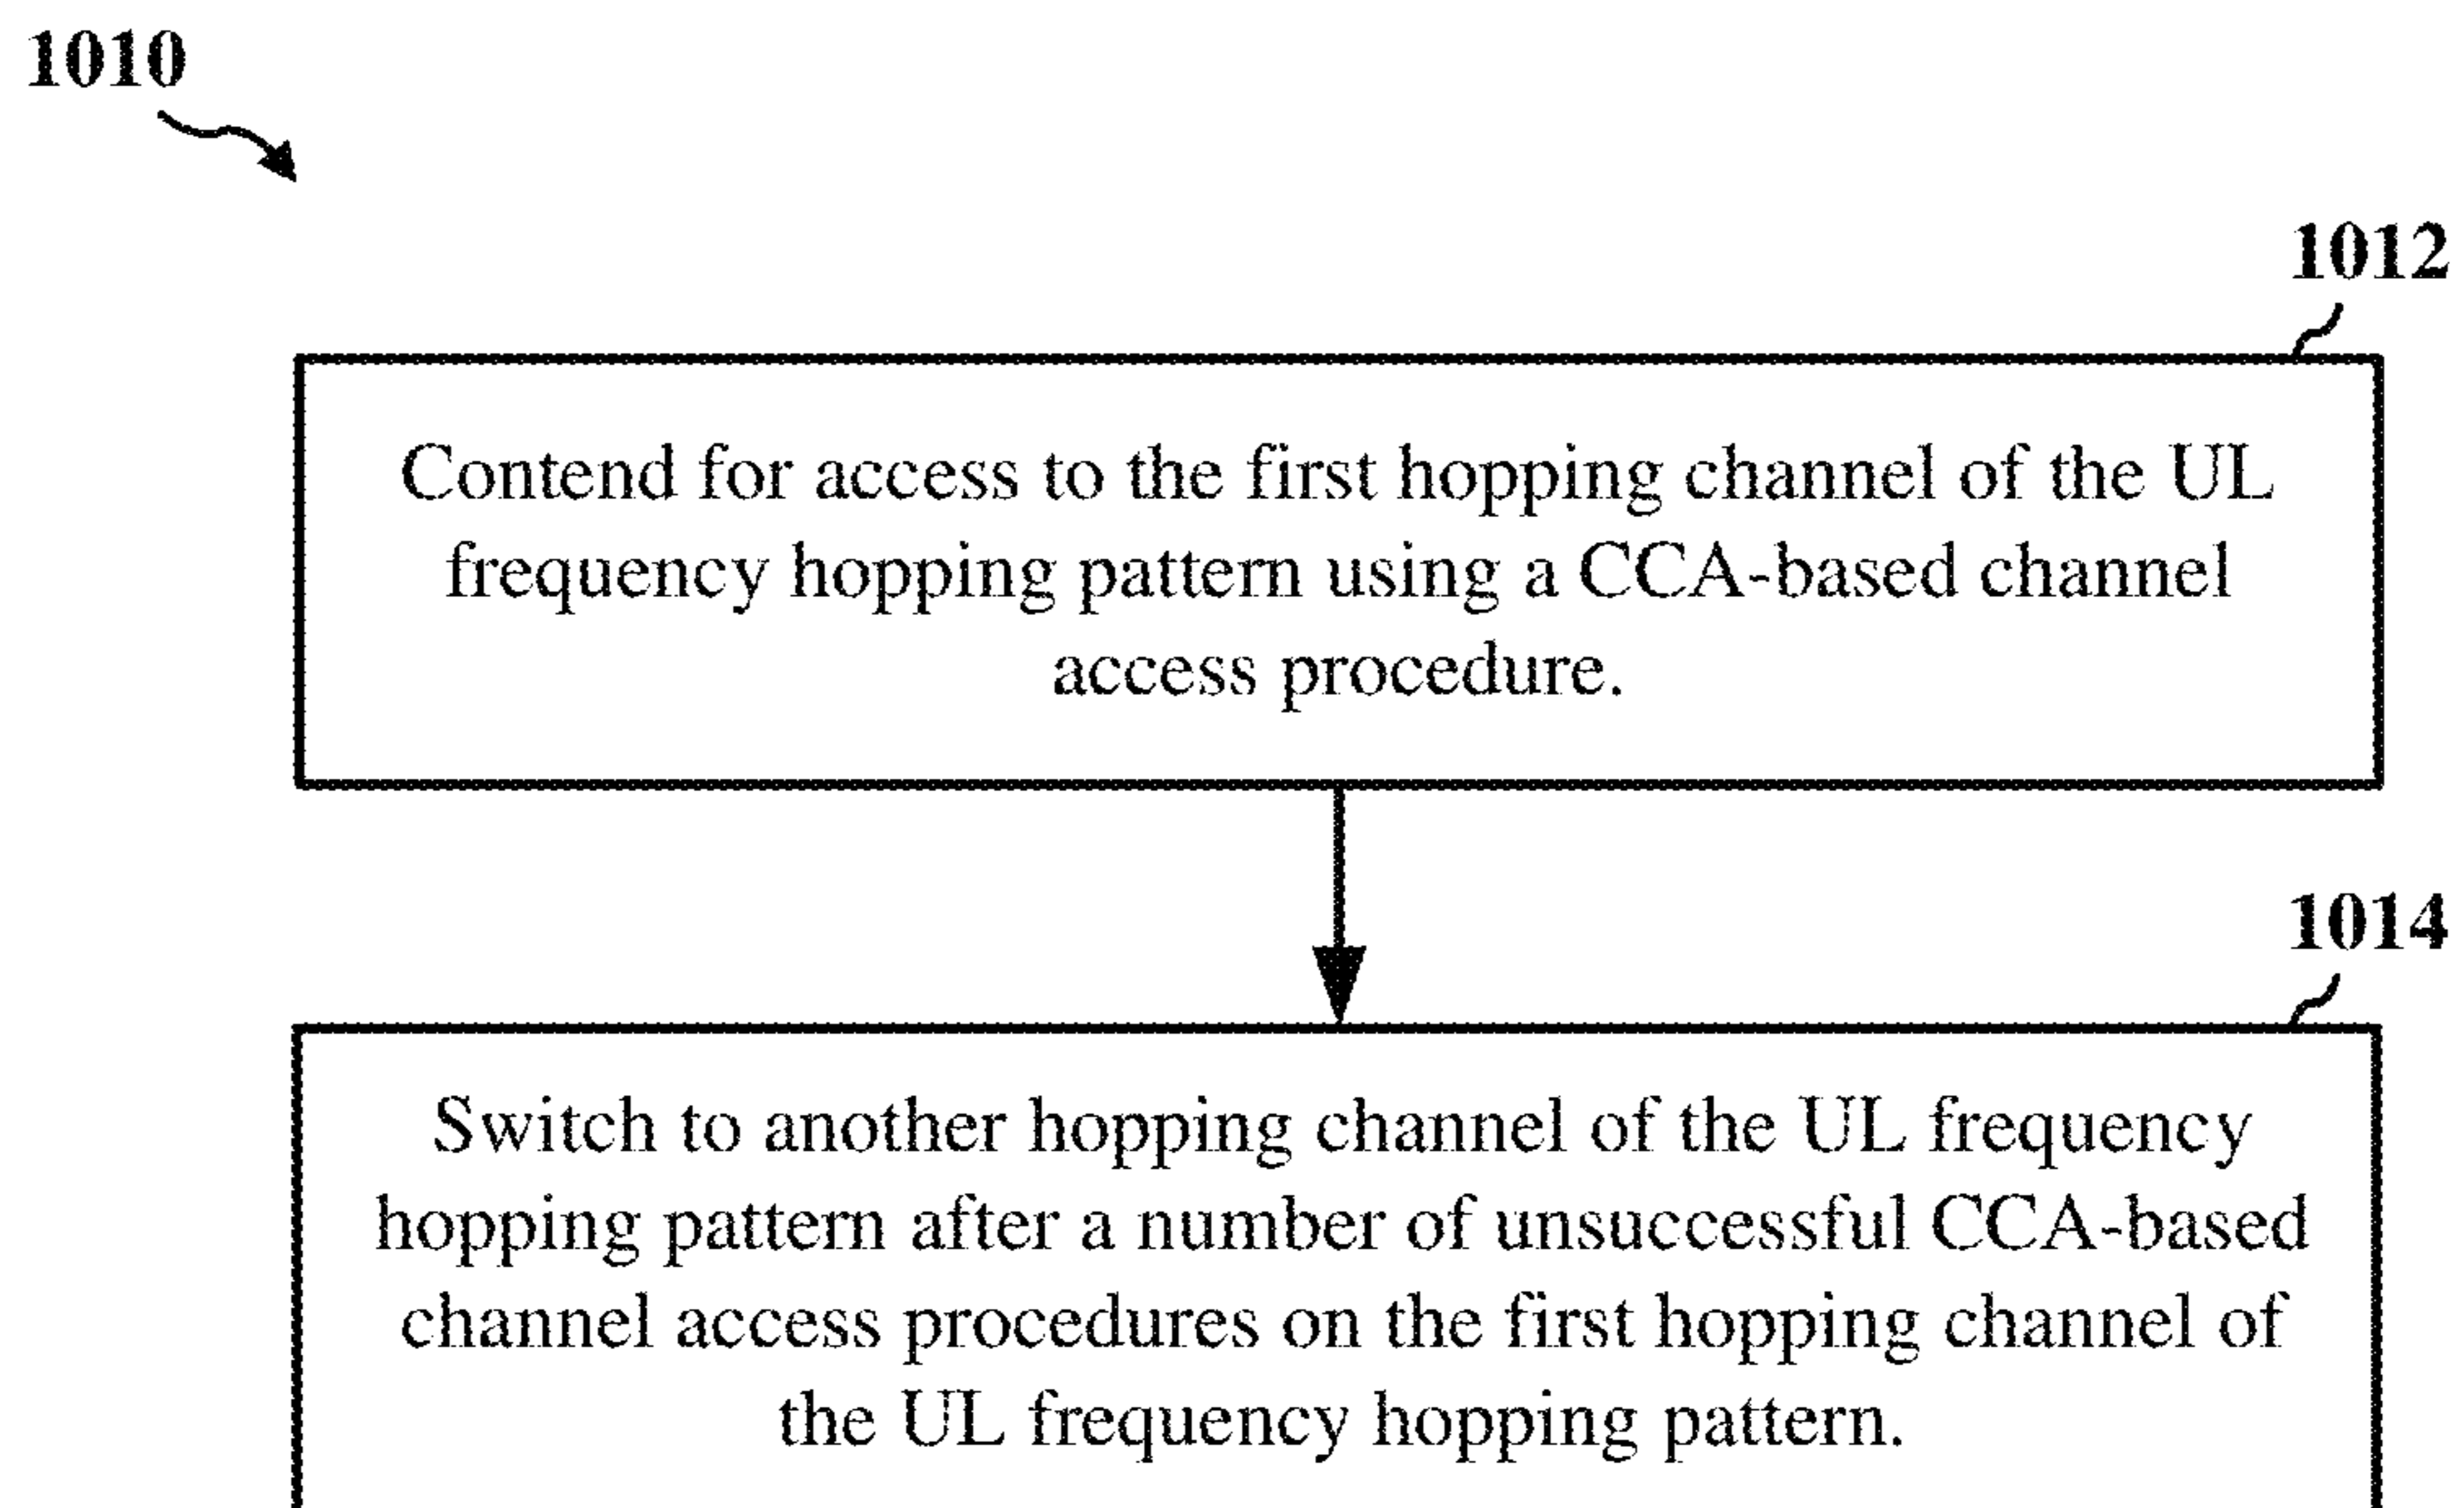 1010
1012
Contend for access to the first hopping channel of the UL
frequency hopping pattern using a CCA-based channel
access procedure.
1014
Switch to another hopping channel of the UL frequency
hopping pattern after a number of unsuccessful CCA-based
channel access procedures on the first hopping channel of
the UL frequency hopping pattern.